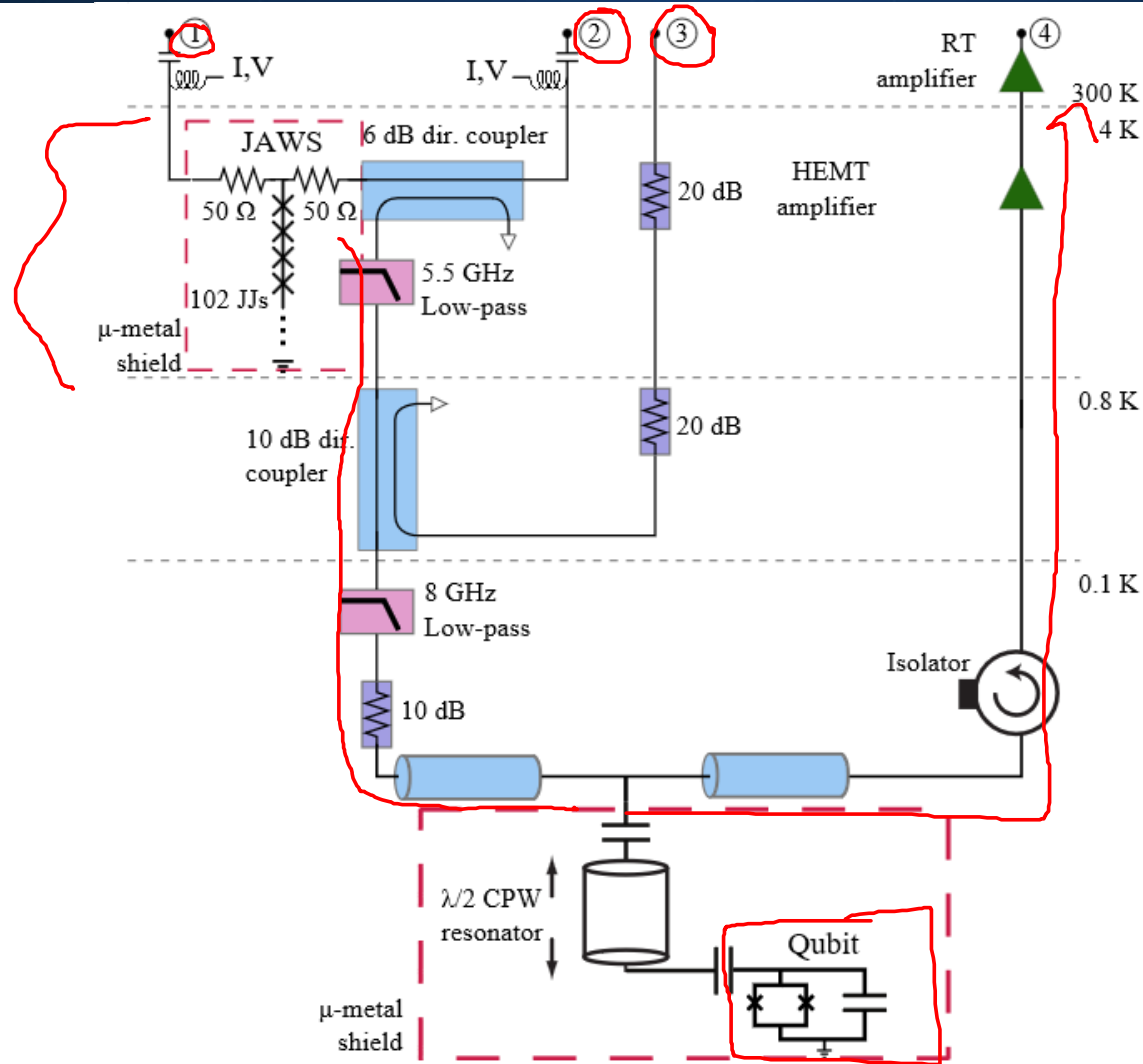 ①
②
③
④
RT
amplifier
I,V
I,V
300 K
4 K
JAWS
6 dB dir. coupler
HEMT
amplifier
20 dB
50 Ω
50 Ω
5.5 GHz
Low-pass
102 JJs
μ-metal
shield
0.8 K
20 dB
10 dB dir.
coupler
0.1 K
8 GHz
Low-pass
Isolator
10 dB
λ/2 CPW
resonator
Qubit
μ-metal
shield